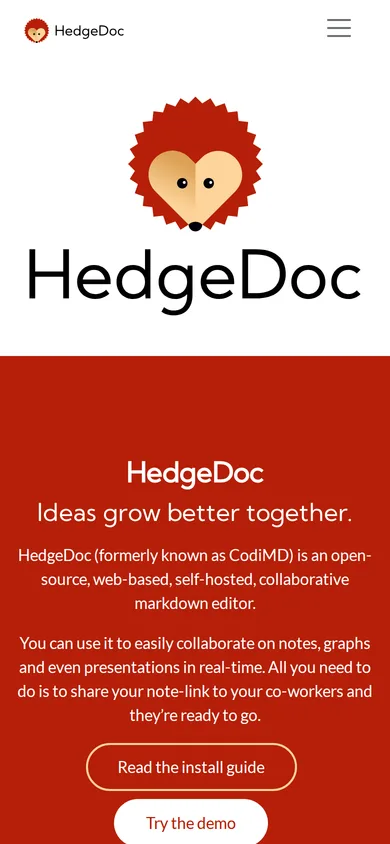 HedgeDoc
HedgeDoc
HedgeDoc
Ideas grow better together.
HedgeDoc (formerly known as CodiMD) is an open-
source, web-based, self-hosted, collaborative
markdown editor.
You can use it to easily collaborate on notes, graphs
and even presentations in real-time. All you need to
do is to share your note-link to your co-workers and
they’re ready to go.
Read the install guide
Try the demo